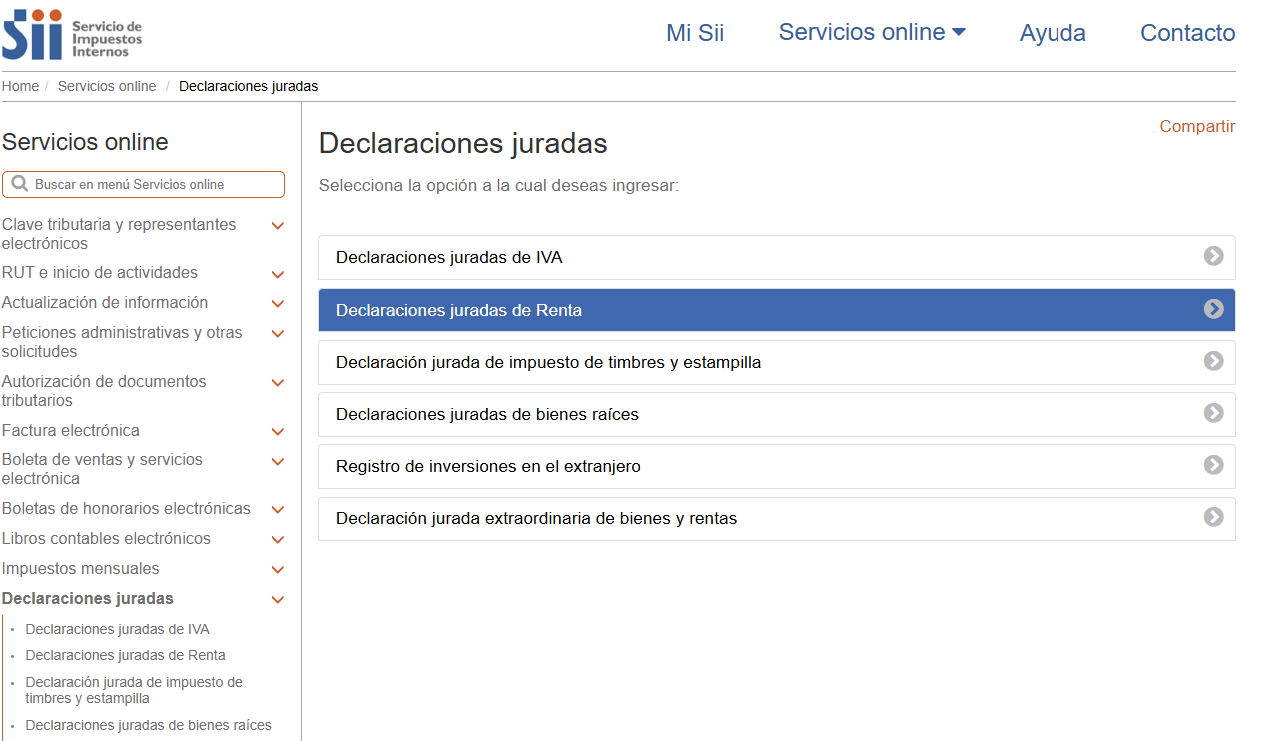 Sii Servicio de
Impuestos
Internos
Mi Sii
Servicios online
Ayuda
Contacto
Home / Servicios online / Declaraciones juradas
Servicios online
Buscar en menú Servicios online
Clave tributaria y representantes
electrónicos
RUT e inicio de actividades
Actualización de información
Peticiones administrativas y otras
solicitudes
Autorización de documentos
tributarios
Factura electrónica
Boleta de ventas y servicios
electrónica
Boletas de honorarios electrónicas
Libros contables electrónicos
Impuestos mensuales
Declaraciones juradas
Declaraciones juradas de IVA
Declaraciones juradas de Renta
Declaración jurada de impuesto de
timbres y estampilla
Declaraciones juradas de bienes raíces
Compartir
Declaraciones juradas
Selecciona la opción a la cual deseas ingresar:
Declaraciones juradas de IVA
Declaraciones juradas de Renta
Declaración jurada de impuesto de timbres y estampilla
Declaraciones juradas de bienes raíces
Registro de inversiones en el extranjero
Declaración jurada extraordinaria de bienes y rentas